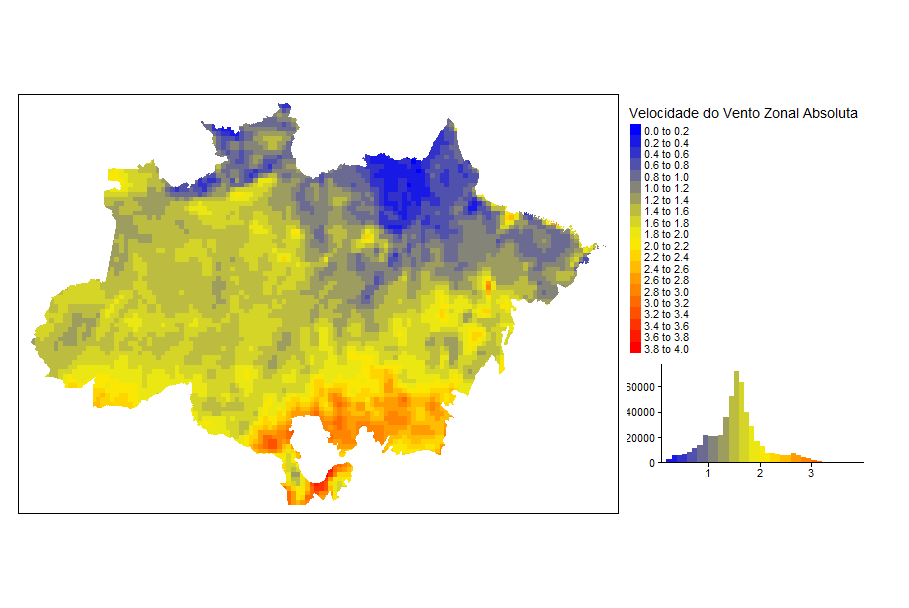 Velocidade do Vento Zonal Absoluta
0.0 to 0.2
0.2 to 0.4
0.4 to 0.6
0.6 to 0.8
0.8 to 1.0
1.0 to 1.2
1.2 to 1.4
1.4 to 1.6
1.6 to 1.8
1.8 to 2.0
2.0 to 2.2
2.2 to 2.4
2.4 to 2.6
2.6 to 2.8
2.8 to 3.0
3.0 to 3.2
3.2 to 3.4
3.4 to 3.6
3.6 to 3.8
3.8 to 4.0
60000
40000
20000
0
1 2 3